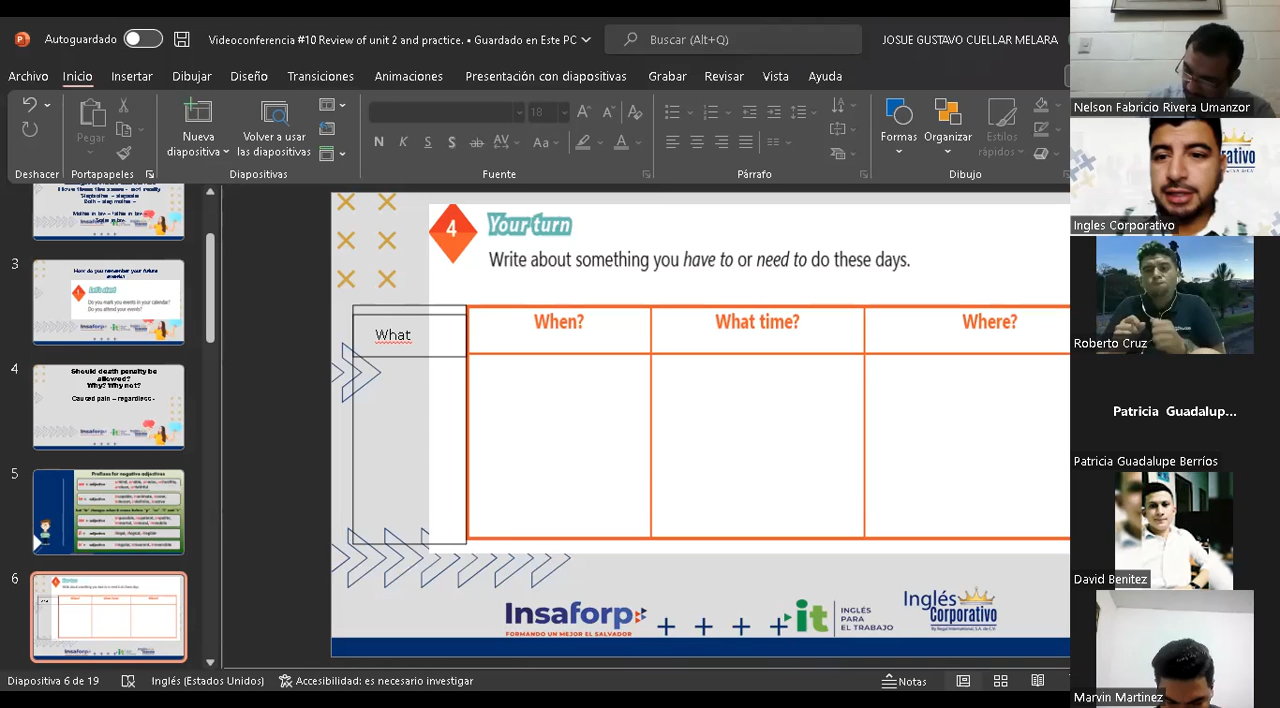 Autoguardado
Videoconferencia #10 Review of unit 2 and practice. • Guardado en Este PC
Buscar (Alt+Q)
JOSUE GUSTAVO CUELLAR MELARA
Archivo Inicio Insertar Dibujar Diseño Transiciones Animaciones Presentación con diapositivas Grabar Revisar Vista Ayuda
Pegar
Nueva diapositiva
Volver a usar las diapositivas
18
N K S S ab AV Aa A
Formas Organizar Estilos rápidos
Deshacer Portapapeles Diapositivas Fuente Párrafo Dibujo
3
How do you remember your future events?
1 Let's start
Do you mark you events in your calendar?
Do you attend your events?
4
Should death penalty be allowed?
Why? Why not?
5
Prefixes for negative adjectives
6
4 Your turn
Write about something you have to or need to do these days.
What When? What time? Where?
Insaforp
FORMANDO UN MEJOR EL SALVADOR
it INGLÉS PARA EL TRABAJO
Inglés Corporativo
Diapositiva 6 de 19 Inglés (Estados Unidos) Accesibilidad: es necesario investigar Notas
Nelson Fabricio Rivera Umanzor
Ingles Corporativo
Roberto Cruz
Patricia Guadalup...
Patricia Guadalupe Berríos
David Benitez
Marvin Martinez